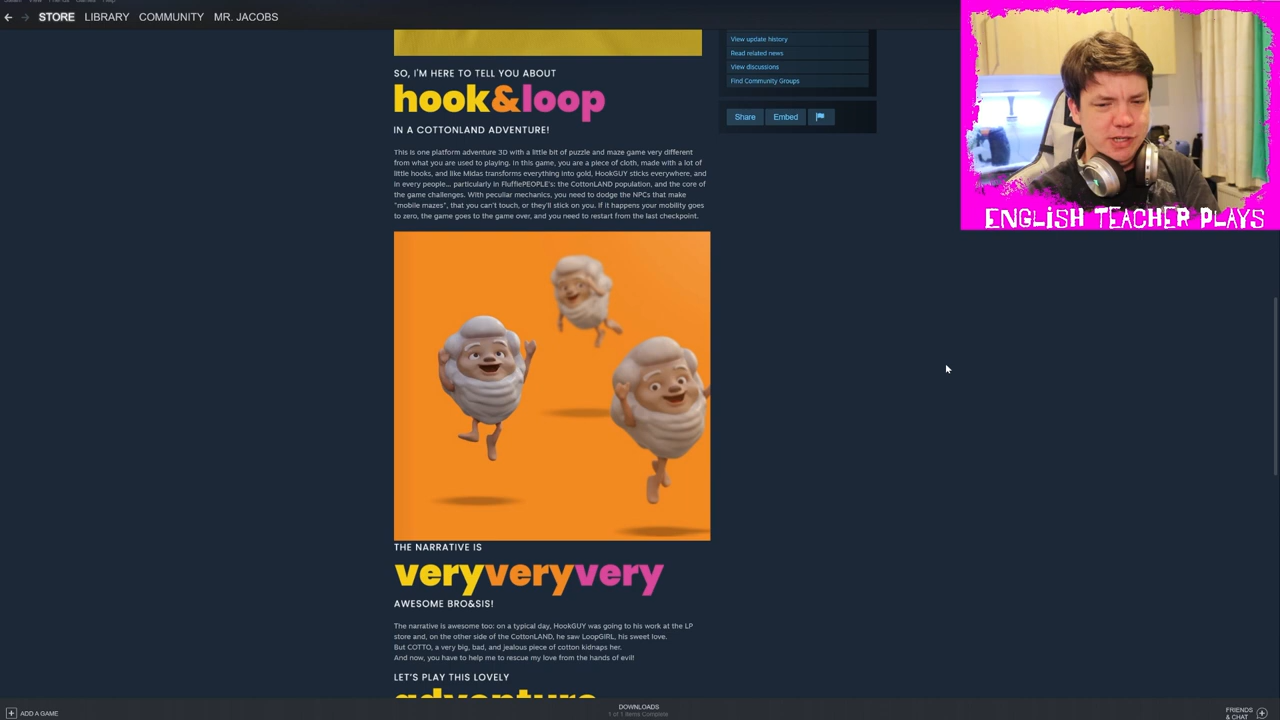 STORE LIBRARY COMMUNITY MR. JACOBS
SO, I'M HERE TO TELL YOU ABOUT
hook&loop
IN A COTTONLAND ADVENTURE!
This is one platform adventure 3D with a little bit of puzzle and maze game very different
from what you are used to playing. In this game, you are a piece of cloth, made with a lot of
little hooks, and like Midas transforms everything into gold, HookGUY sticks everywhere, and
in every people... particularly in FluffiePEOPLE's: the CottonLAND population, and the core of
the game challenges. With peculiar mechanics, you need to dodge the NPCs that make
"mobile mazes", that you can't touch, or they'll stick on you. If it happens your mobility goes
to zero, the game goes to the game over, and you need to restart from the last checkpoint.
THE NARRATIVE IS
veryveryvery
AWESOME BRO&SIS!
The narrative is awesome too: on a typical day, HookGUY was going to his work at the LP
store and, on the other side of the CottonLAND, he saw LoopGIRL, his sweet love.
But COTTO, a very big, bad, and jealous piece of cotton kidnaps her.
And now, you have to help me to rescue my love from the hands of evil!
LET'S PLAY THIS LOVELY
adventure
View update history
Read related news
View discussions
Find Community Groups
Share Embed
ENGLISH TEACHER PLAYS
ADD A GAME
DOWNLOADS
1 of 1 Items Complete
FRIENDS
& CHAT